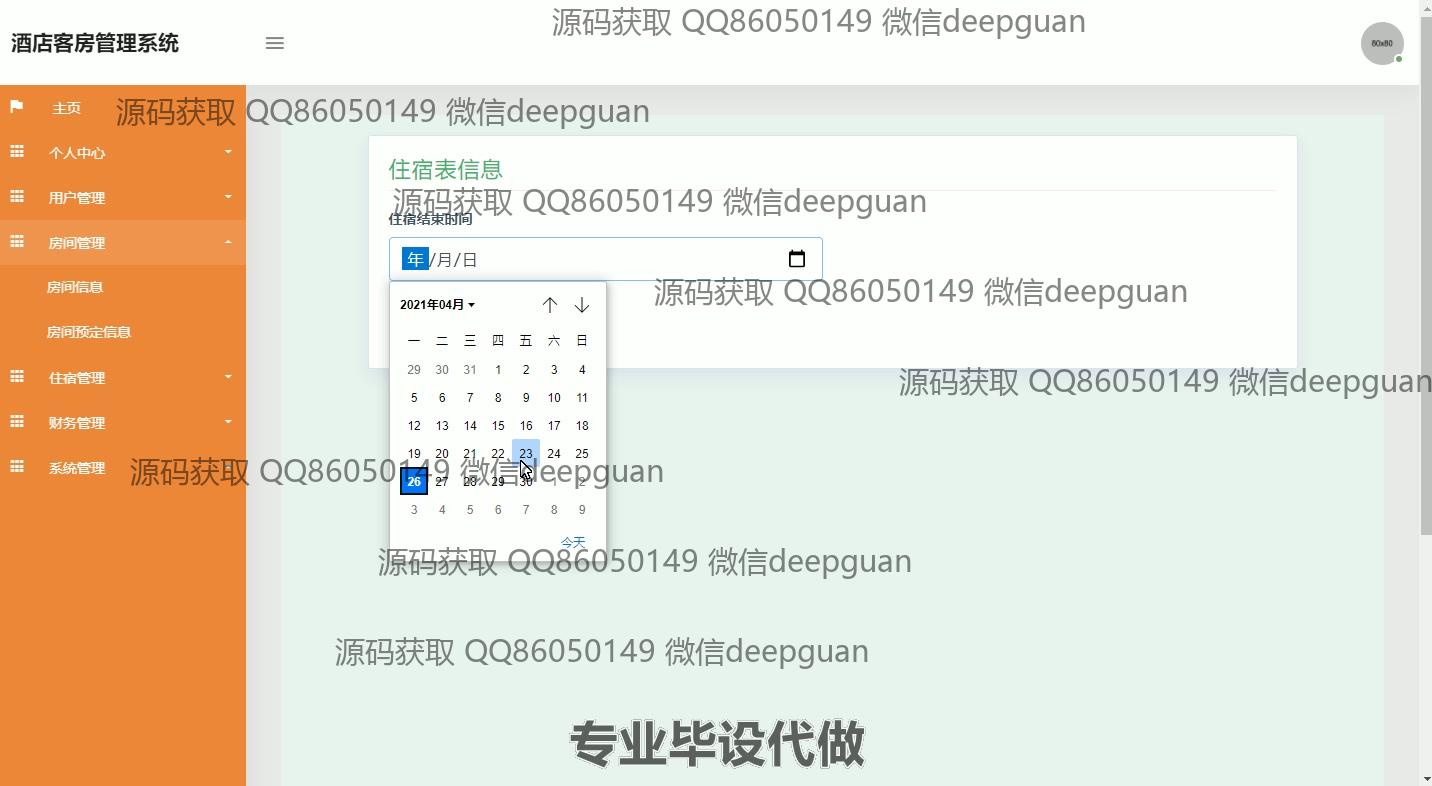 源码获取 QQ86050149 微信deepguan
酒店客房管理系统
80x80
主页
源码获取 QQ86050149 微信deepguan
个人中心
住宿表信息
用户管理
源码获取 QQ86050149 微信deepguan
住宿结束时间
房间管理
年/月/日
房间信息
源码获取 QQ86050149 微信deepguan
2021年04月
房间预定信息
一 二 三 四 五 六 日
29 30 31 1 2 3 4
住宿管理
源码获取 QQ86050149 微信deepguan
5 6 7 8 9 10 11
财务管理
12 13 14 15 16 17 18
19 20 21 22 23 24 25
系统管理
源码获取 QQ86050149 微信deepguan
26 27 28 29 30 1 2
3 4 5 6 7 8 9
今天
源码获取 QQ86050149 微信deepguan
源码获取 QQ86050149 微信deepguan
专业毕设代做